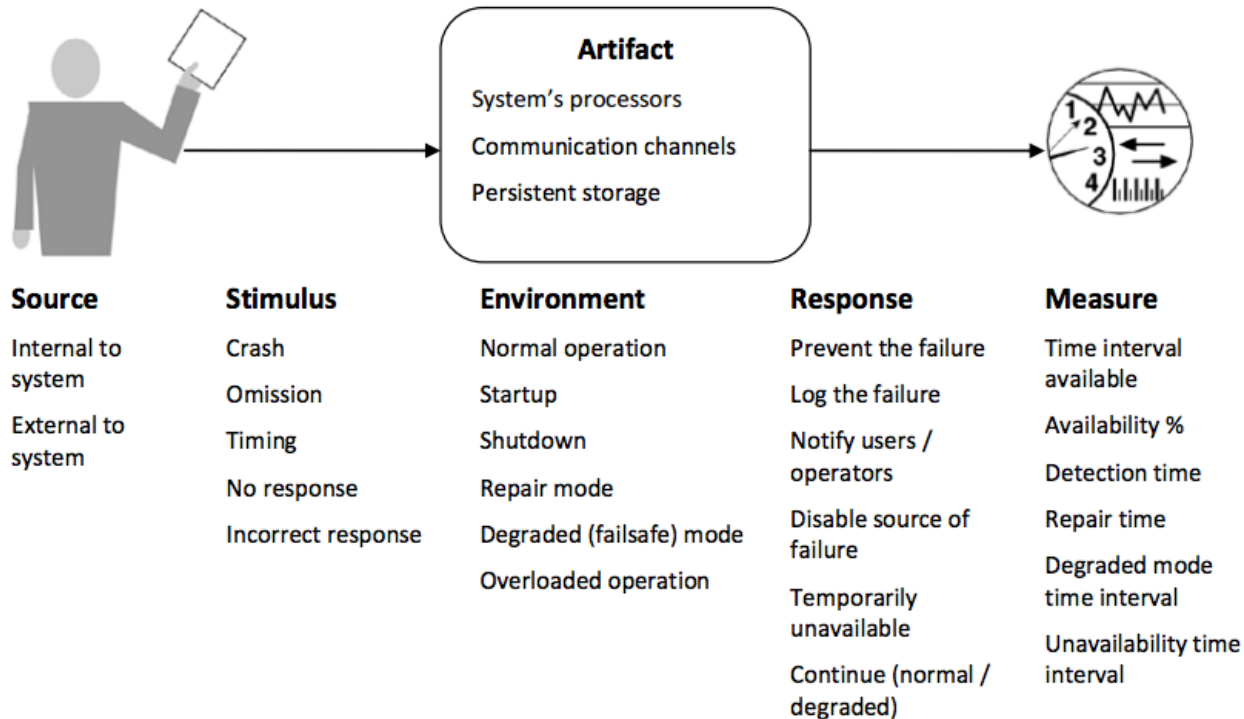 Artifact
System's processors
Communication channels
Persistent storage
1
2
3
4
Source
Internal to
system
External to
system
Stimulus
Crash
Omission
Timing
No response
Incorrect response
Environment
Normal operation
Startup
Shutdown
Repair mode
Degraded (failsafe) mode
Overloaded operation
Response
Prevent the failure
Log the failure
Notify users /
operators
Disable source of
failure
Temporarily
unavailable
Continue (normal /
degraded)
Measure
Time interval
available
Availability %
Detection time
Repair time
Degraded mode
time interval
Unavailability time
interval